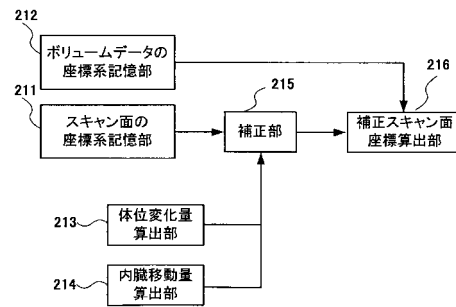 212
ボリュームデータの
座標系記憶部
211
スキャン面の
座標系記憶部
215
補正部
216
補正スキャン面
座標算出部
213
体位変化量
算出部
214
内臓移動量
算出部